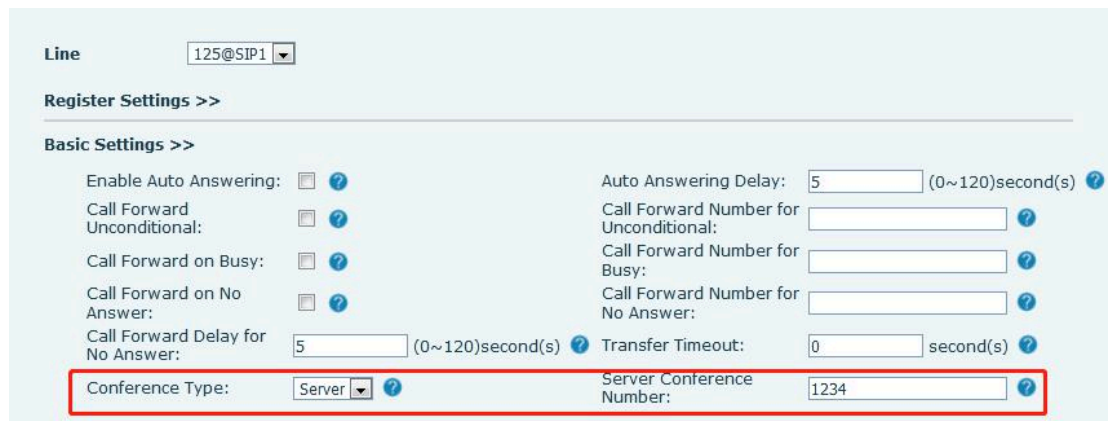 Line 125@SIP1
Register Settings >>
Basic Settings >>
Enable Auto Answering: Auto Answering Delay: 5 (0~120)second(s)
Call Forward Unconditional: Call Forward Number for Unconditional:
Call Forward on Busy: Call Forward Number for Busy:
Call Forward on No Answer: Call Forward Number for No Answer:
Call Forward Delay for No Answer: 5 (0~120)second(s) Transfer Timeout: 0 second(s)
Conference Type: Server Server Conference Number: 1234